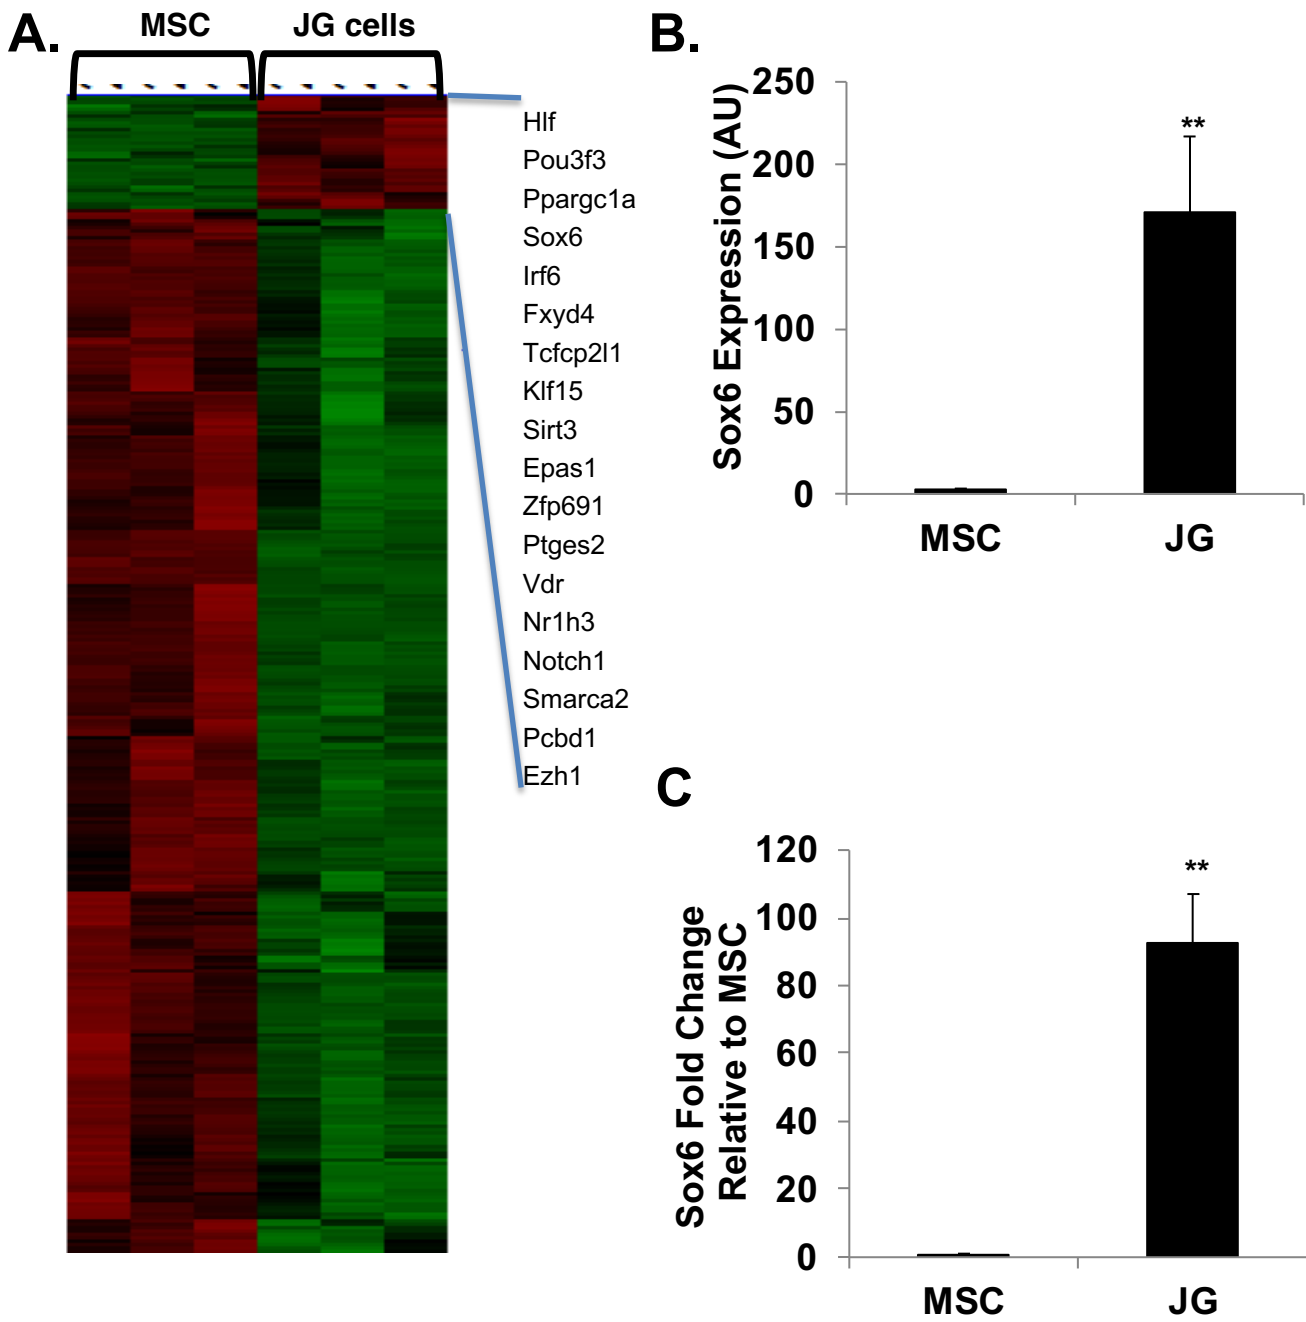 A.
MSC JG cells
Hlf
Pou3f3
Ppargc1a
Sox6
Irf6
Fxyd4
Tcfcp2l1
Klf15
Sirt3
Epas1
Zfp691
Ptges2
Vdr
Nr1h3
Notch1
Smarca2
Pcbd1
Ezh1
B.
Sox6 Expression (AU)
250
200
150
100
50
0
**
MSC JG
C
Sox6 Fold Change
Relative to MSC
120
100
80
60
40
20
0
**
MSC JG